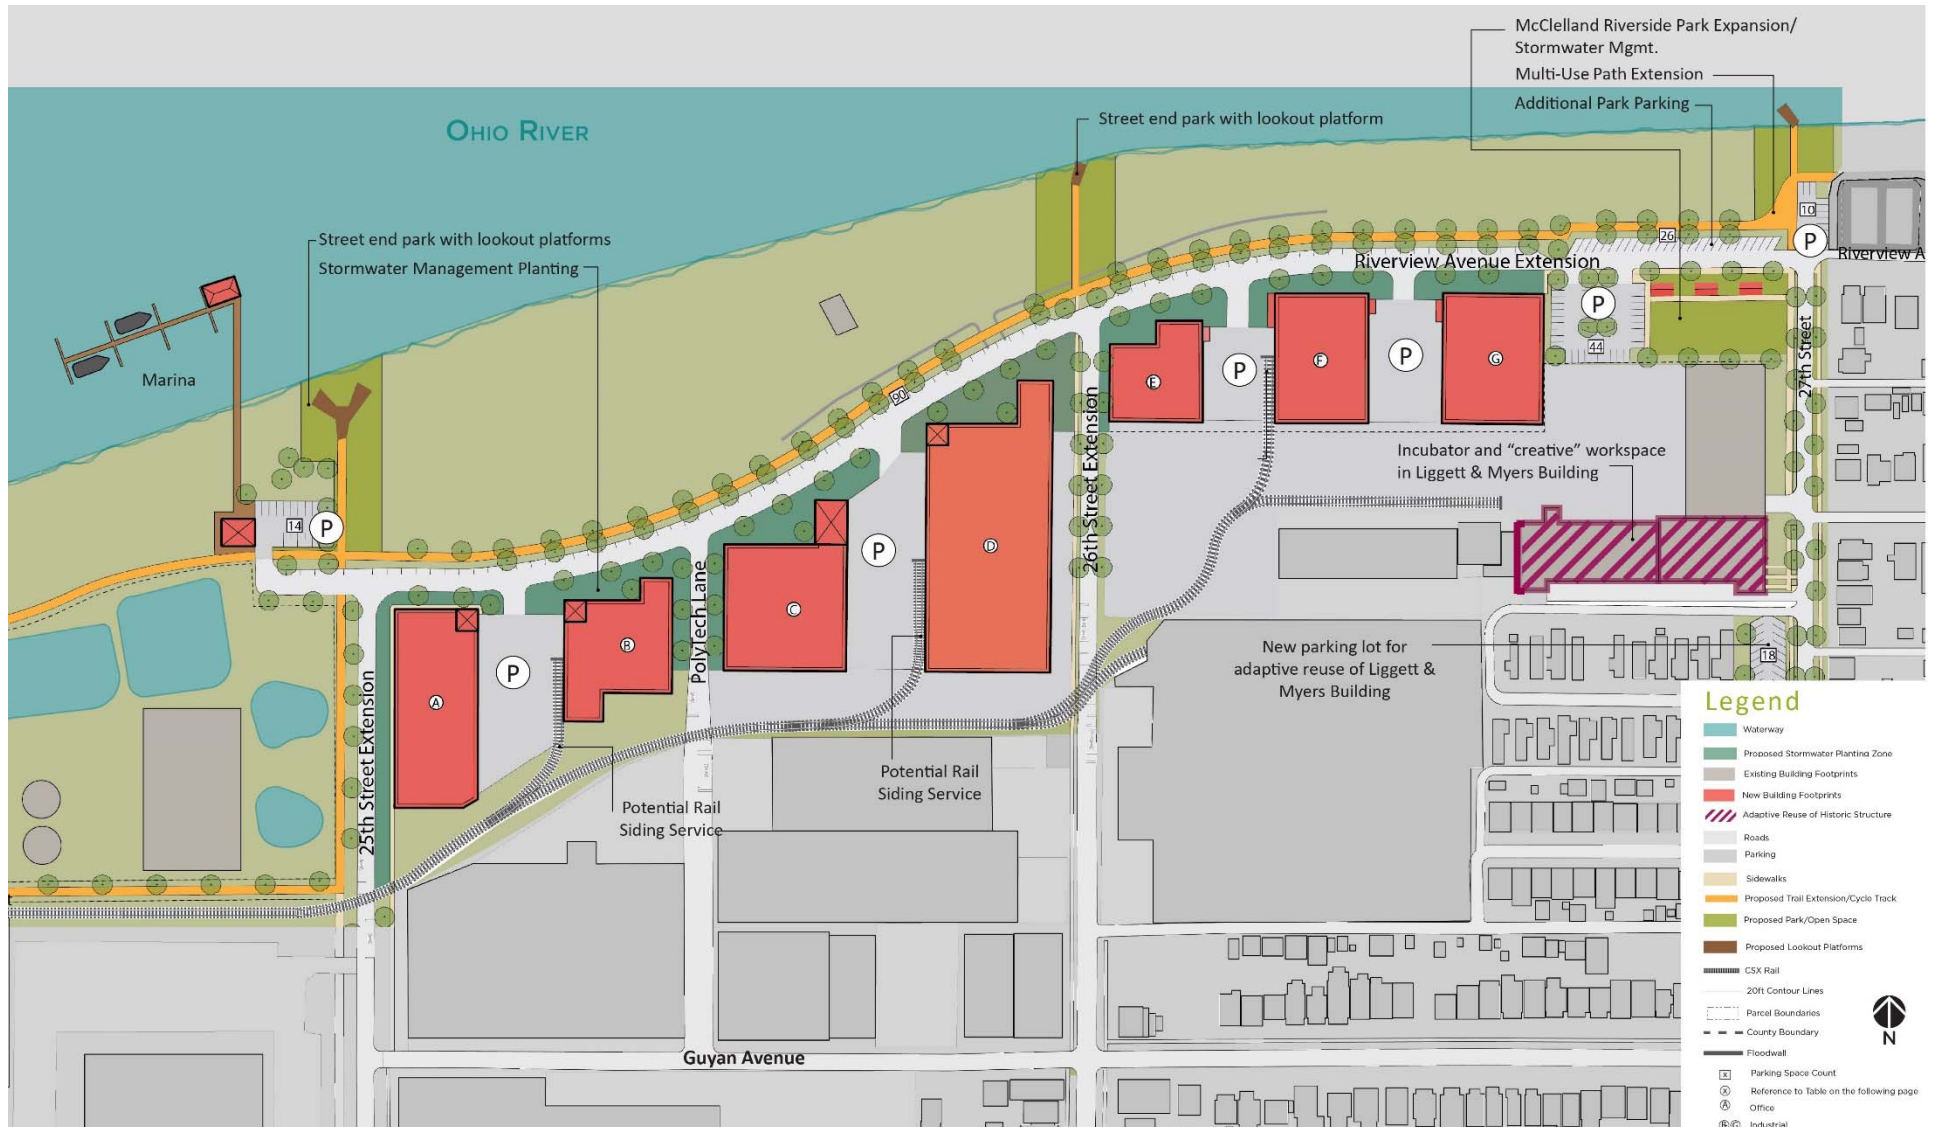 McClelland Riverside Park Expansion/
Stormwater Mgmt.
Multi-Use Path Extension
Additional Park Parking
Street end park with lookout platform
OHIO RIVER
Street end park with lookout platforms
Stormwater Management Planting
Marina
10
P
26
Riverview Avenue Extension
Riverview A
P
44
27th Street
90
E
P
F
P
G
26th Street Extension
Incubator and “creative” workspace
in Liggett & Myers Building
14
P
D
P
C
PolyTech Lane
B
P
A
25th Street Extension
New parking lot for
adaptive reuse of Liggett &
Myers Building
18
Potential Rail
Siding Service
Potential Rail
Siding Service
Guyan Avenue
Legend
Waterway
Proposed Stormwater Planting Zone
Existing Building Footprints
New Building Footprints
Adaptive Reuse of Historic Structure
Roads
Parking
Sidewalks
Proposed Trail Extension/Cycle Track
Proposed Park/Open Space
Proposed Lookout Platforms
CSX Rail
20ft Contour Lines
Parcel Boundaries
County Boundary
Floodwall
X Parking Space Count
X Reference to Table on the following page
A Office
B C Industrial
N